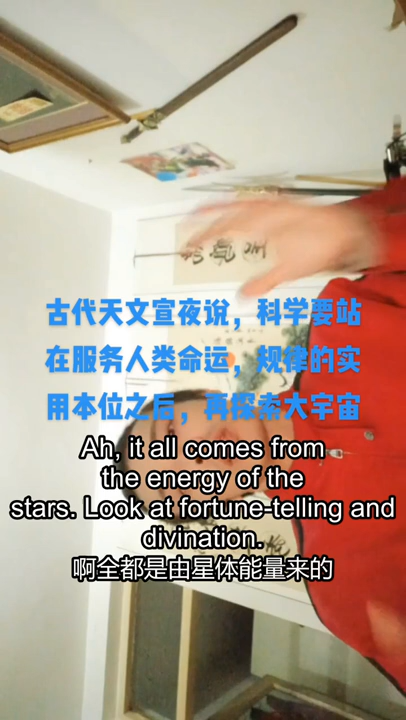 古代天文宣夜说，科学要站
在服务人类命运，规律的实
用本位之后，再探索大宇宙
Ah, it all comes from
the energy of the
stars. Look at fortune-telling and
divination.
啊全都是由星体能量来的